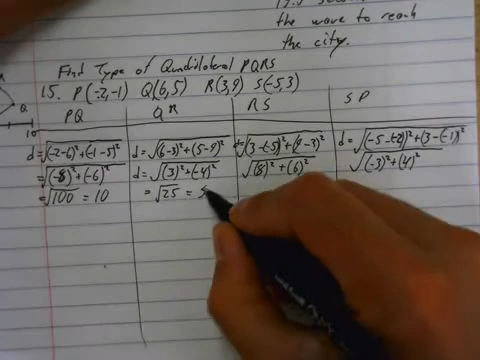 the wave to reach
the city.
Find Type of Quadrilateral PQRS
15. P(-2,-1) Q(6,5) R(3,9) S(-5,3)
Q
10
PQ QR RS SP
d=√(-2-6)²+(-1-5)² d=√(6-3)²+(5-9)² d=√(3--5)²+(9-3)² d=√(-5--2)²+(3--1)²
=√(-8)²+(-6)² d=√(3)²+(-4)² √(8)²+(6)² √(-3)²+(4)²
=√100 = 10 =√25 = 5